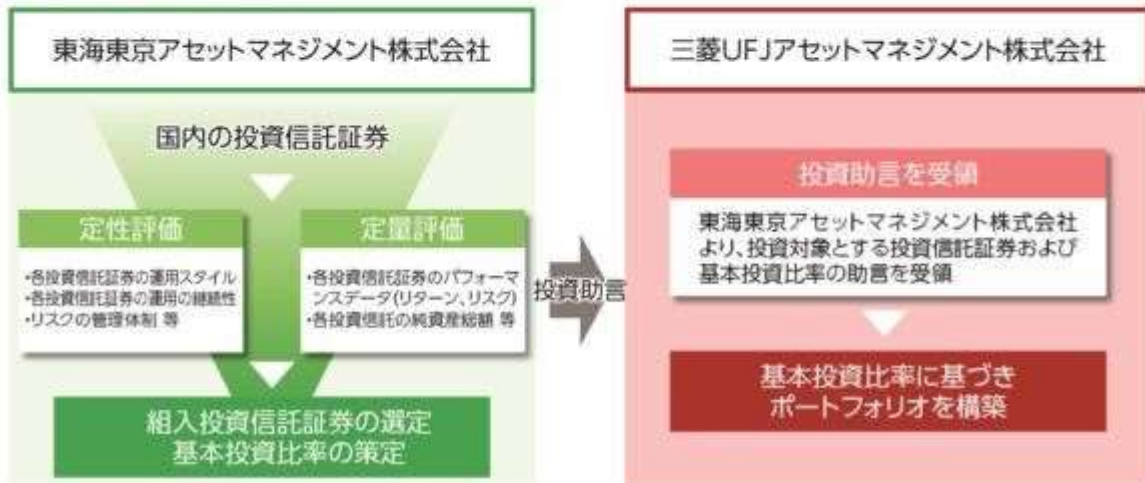 東海東京アセットマネジメント株式会社
国内の投資信託証券
定性評価
・各投資信託証券の運用スタイル
・各投資信託証券の運用の継続性
・リスクの管理体制 等
定量評価
・各投資信託証券のパフォーマ
ンスデータ(リターン、リスク)
・各投資信託の純資産総額 等
組入投資信託証券の選定
基本投資比率の策定
投資助言
三菱UFJアセットマネジメント株式会社
投資助言を受領
東海東京アセットマネジメント株式会社
より、投資対象とする投資信託証券および
基本投資比率の助言を受領
基本投資比率に基づき
ポートフォリオを構築